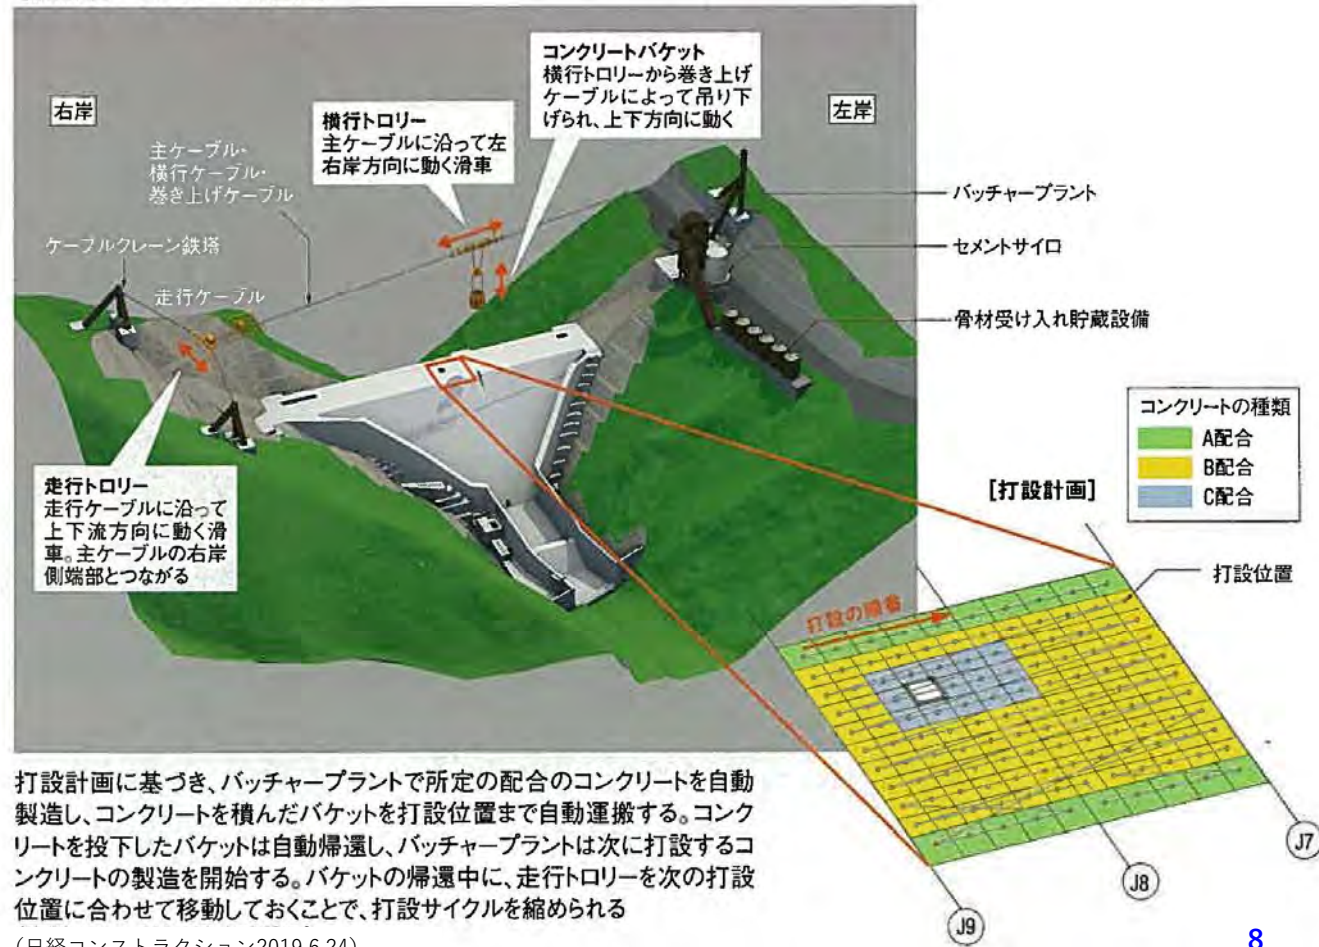 コンクリートバケット
横行トロリーから巻き上げ
ケーブルによって吊り下
げられ、上下方向に動く
右岸
横行トロリー
主ケーブルに沿って左
右岸方向に動く滑車
左岸
主ケーブル・
横行ケーブル・
巻き上げケーブル
バッチャープラント
ケーブルクレーン鉄塔
セメントサイロ
走行ケーブル
骨材受け入れ貯蔵設備
コンクリートの種類
A配合
B配合
C配合
走行トロリー
走行ケーブルに沿って
上下流方向に動く滑
車。主ケーブルの右岸
側端部とつながる
[打設計画]
打設位置
打設の順番
J7
J8
J9
打設計画に基づき、バッチャープラントで所定の配合のコンクリートを自動
製造し、コンクリートを積んだバケットを打設位置まで自動運搬する。コンク
リートを投下したバケットは自動帰還し、バッチャープラントは次に打設するコ
ンクリートの製造を開始する。バケットの帰還中に、走行トロリーを次の打設
位置に合わせて移動しておくことで、打設サイクルを縮められる
(日経コンストラクション2019.6.24)
8